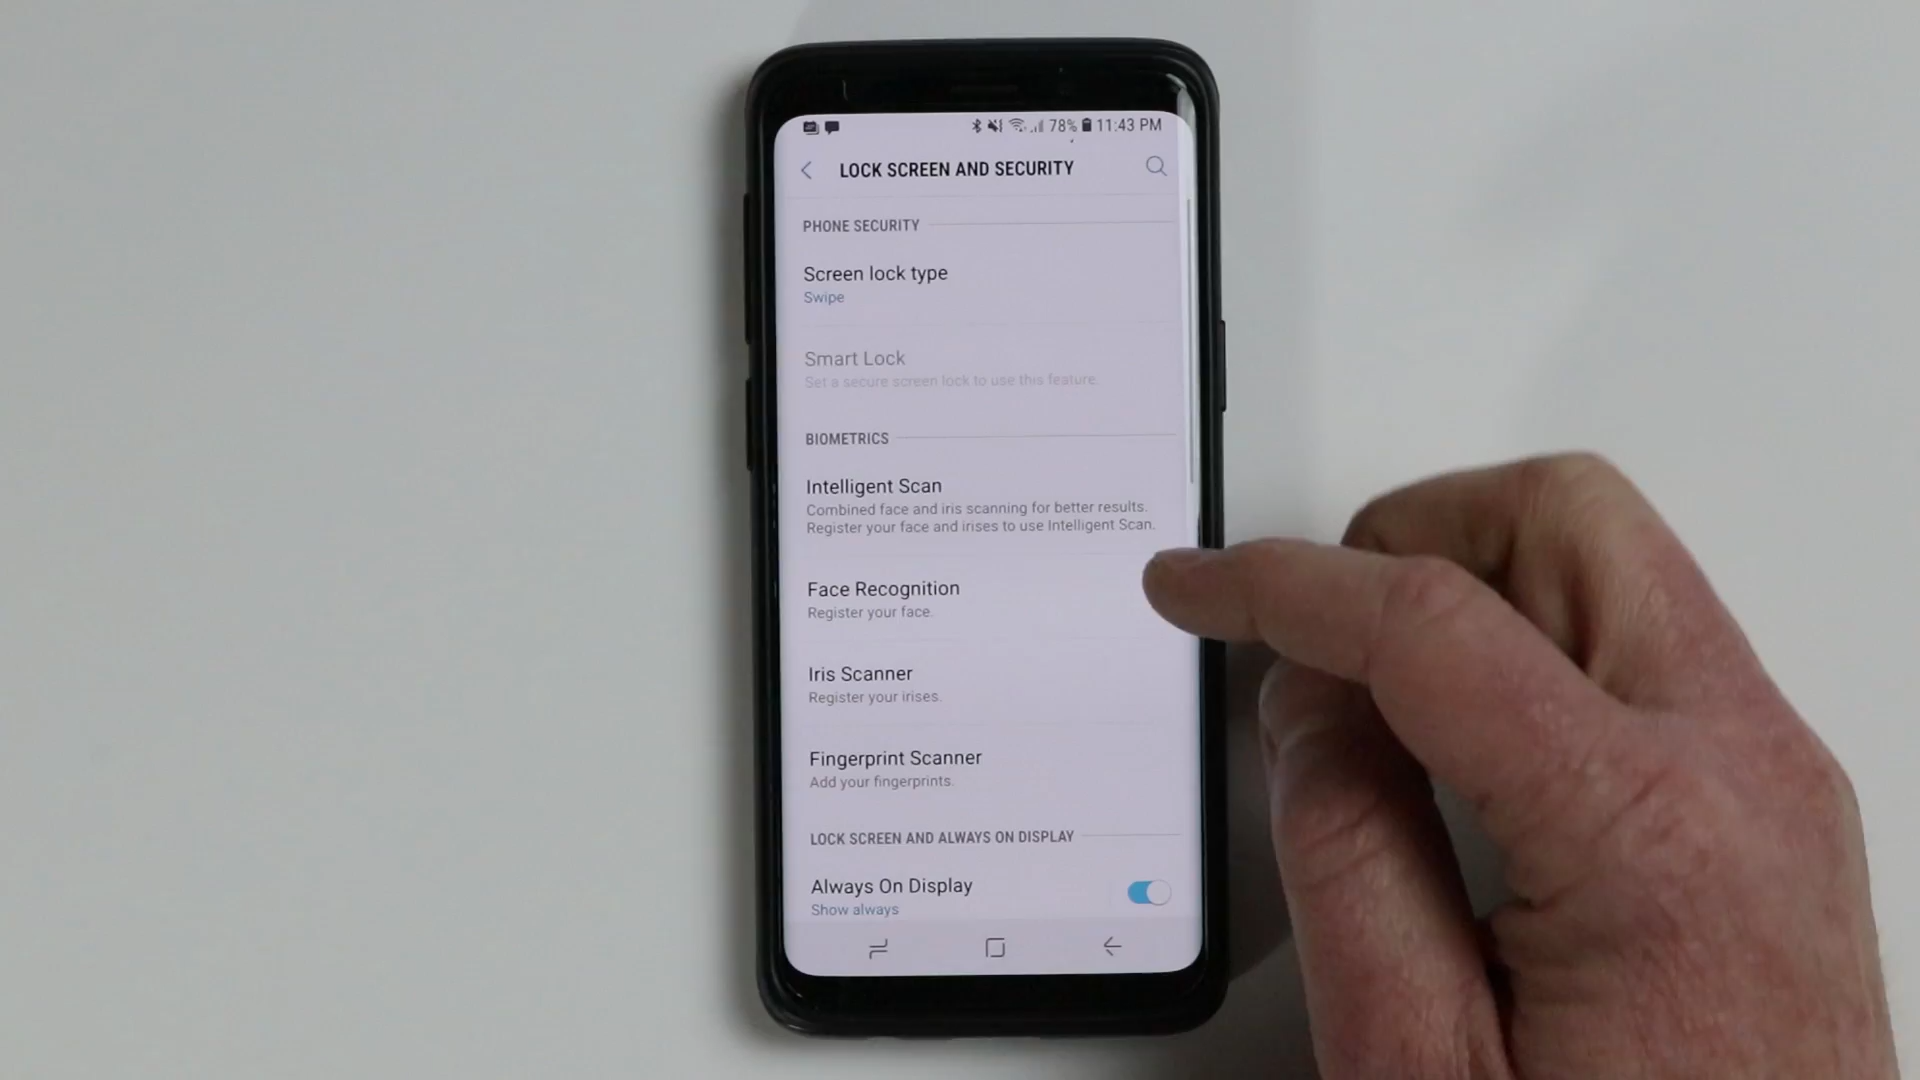 78% 11:43 PM
LOCK SCREEN AND SECURITY
PHONE SECURITY
Screen lock type
Swipe
Smart Lock
Set a secure screen lock to use this feature.
BIOMETRICS
Intelligent Scan
Combined face and iris scanning for better results.
Register your face and irises to use Intelligent Scan.
Face Recognition
Register your face.
Iris Scanner
Register your irises.
Fingerprint Scanner
Add your fingerprints.
LOCK SCREEN AND ALWAYS ON DISPLAY
Always On Display
Show always